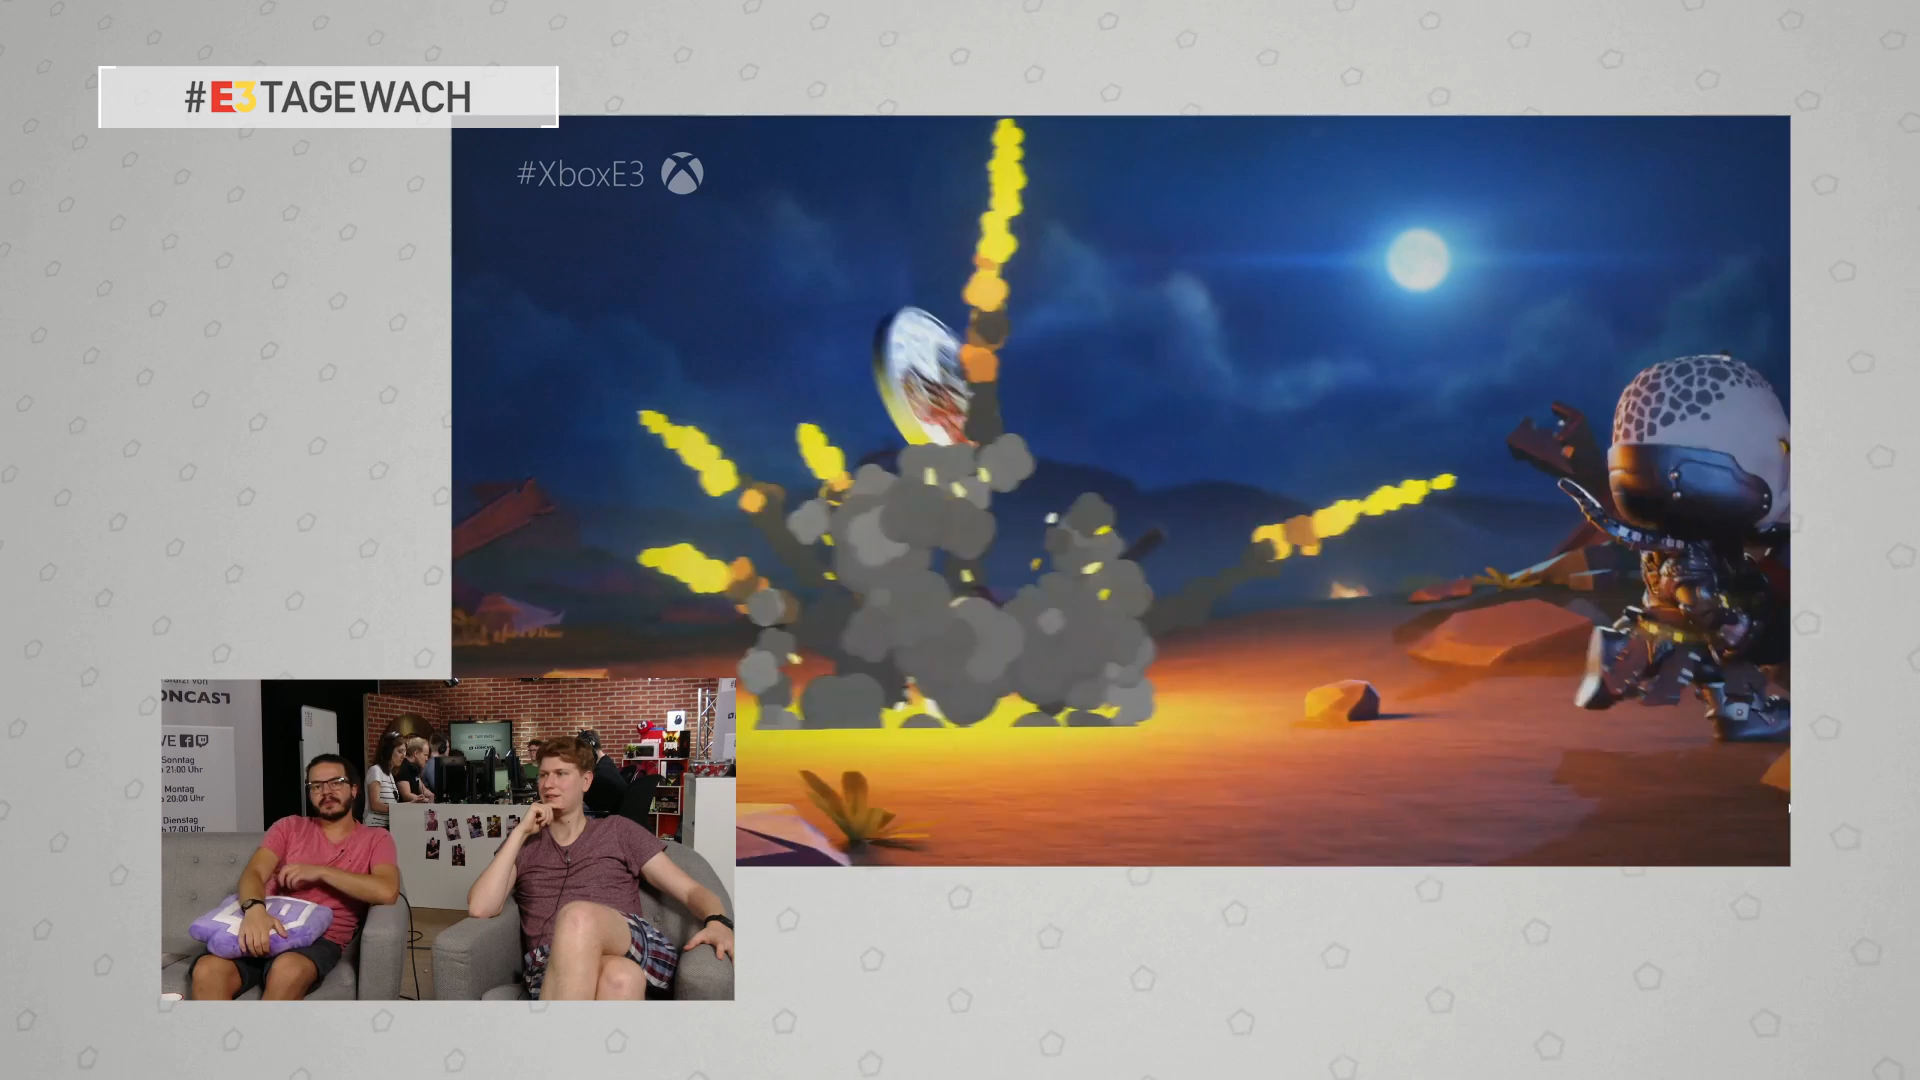 #E3TAGEWACH
#XboxE3
ONCAST
VE
Sonntag
21:00 Uhr
Montag
20:00 Uhr
Dienstag
17:00 Uhr